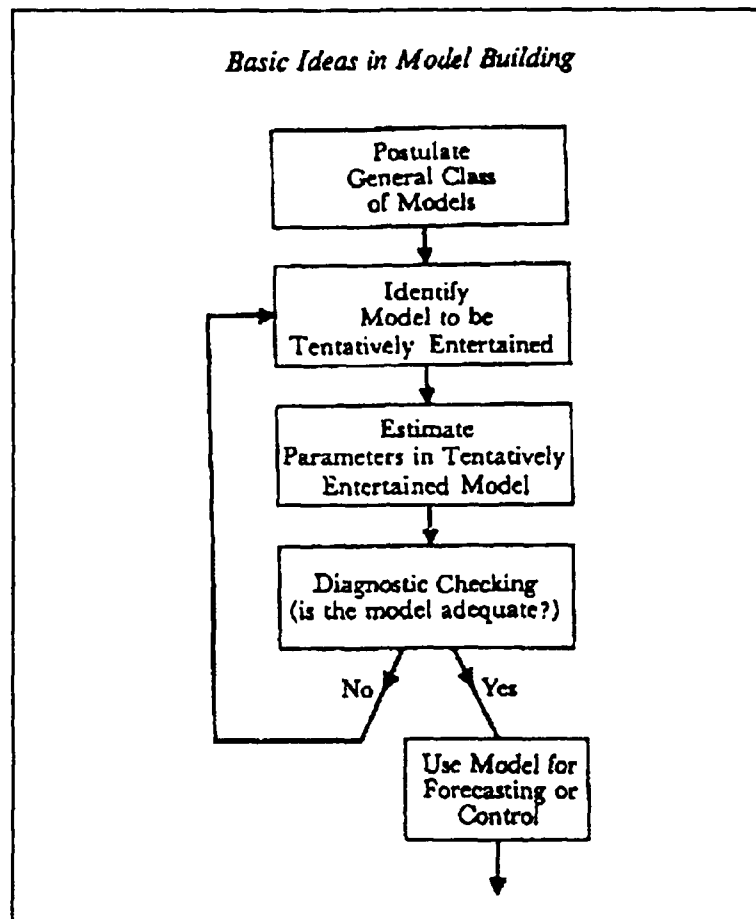 Basic Ideas in Model Building
Postulate
General Class
of Models
Identify
Model to be
Tentatively Entertained
Estimate
Parameters in Tentatively
Entertained Model
Diagnostic Checking
(is the model adequate?)
No
Yes
Use Model for
Forecasting or
Control